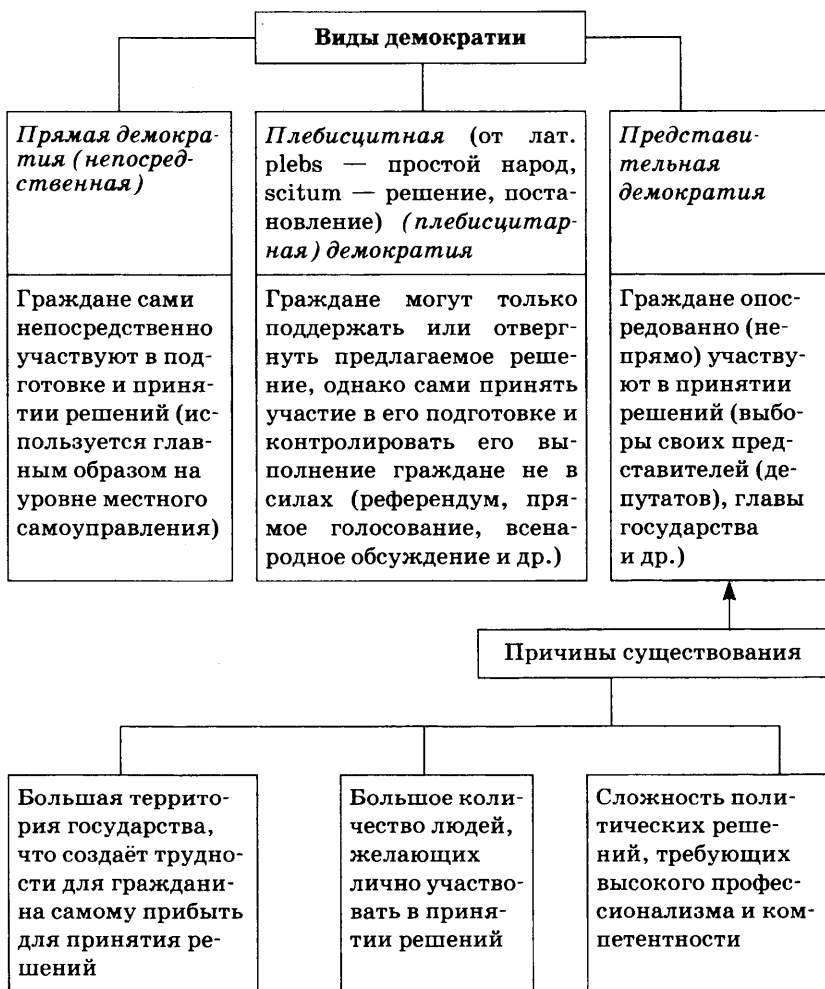 Виды демократии
Прямая демокра-
тия (непосред-
ственная)
Плебисцитная (от лат.
plebs — простой народ,
scitum — решение, поста-
новление) (плебисцитар-
ная) демократия
Представи-
тельная
демократия
Граждане сами
непосредственно
участвуют в под-
готовке и приня-
тии решений (ис-
пользуется глав-
ным образом на
уровне местного
самоуправления)
Граждане могут только
поддержать или отверг-
нуть предлагаемое реше-
ние, однако сами принять
участие в его подготовке и
контролировать его вы-
полнение граждане не в
силах (референдум, пря-
мое голосование, всена-
родное обсуждение и др.)
Граждане опос-
редованно (не-
прямо) участву-
ют в принятии
решений (выбо-
ры своих пред-
ставителей (де-
путатов), главы
государства
и др.)
Причины существования
Большая террито-
рия государства,
что создаёт трудно-
сти для граждани-
на самому прибыть
для принятия ре-
шений
Большое коли-
чество людей,
желающих
лично участво-
вать в приня-
тии решений
Сложность поли-
тических реше-
ний, требующих
высокого профес-
сионализма и ком-
петентности